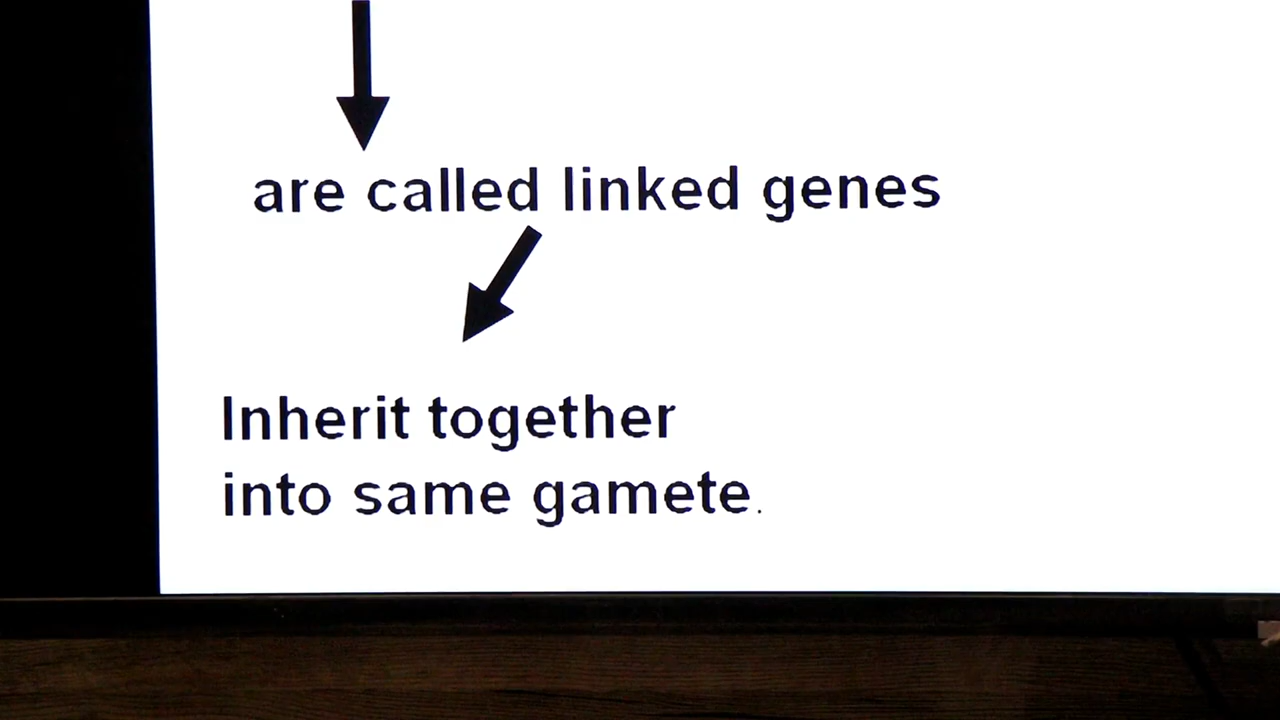 are called linked genes
Inherit together
into same gamete.